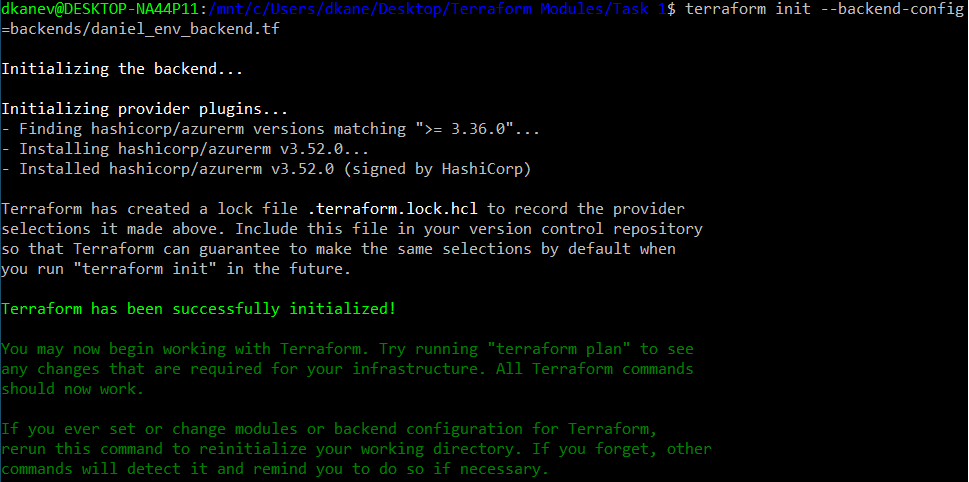 dkanev@DESKTOP-NA44P11:/mnt/c/Users/dkane/Desktop/Terraform Modules/Task 1$ terraform init --backend-config
=backends/daniel_env_backend.tf
Initializing the backend...
Initializing provider plugins...
- Finding hashicorp/azurerm versions matching ">= 3.36.0"...
- Installing hashicorp/azurerm v3.52.0...
- Installed hashicorp/azurerm v3.52.0 (signed by HashiCorp)
Terraform has created a lock file .terraform.lock.hcl to record the provider
selections it made above. Include this file in your version control repository
so that Terraform can guarantee to make the same selections by default when
you run "terraform init" in the future.
Terraform has been successfully initialized!
You may now begin working with Terraform. Try running "terraform plan" to see
any changes that are required for your infrastructure. All Terraform commands
should now work.
If you ever set or change modules or backend configuration for Terraform,
rerun this command to reinitialize your working directory. If you forget, other
commands will detect it and remind you to do so if necessary.